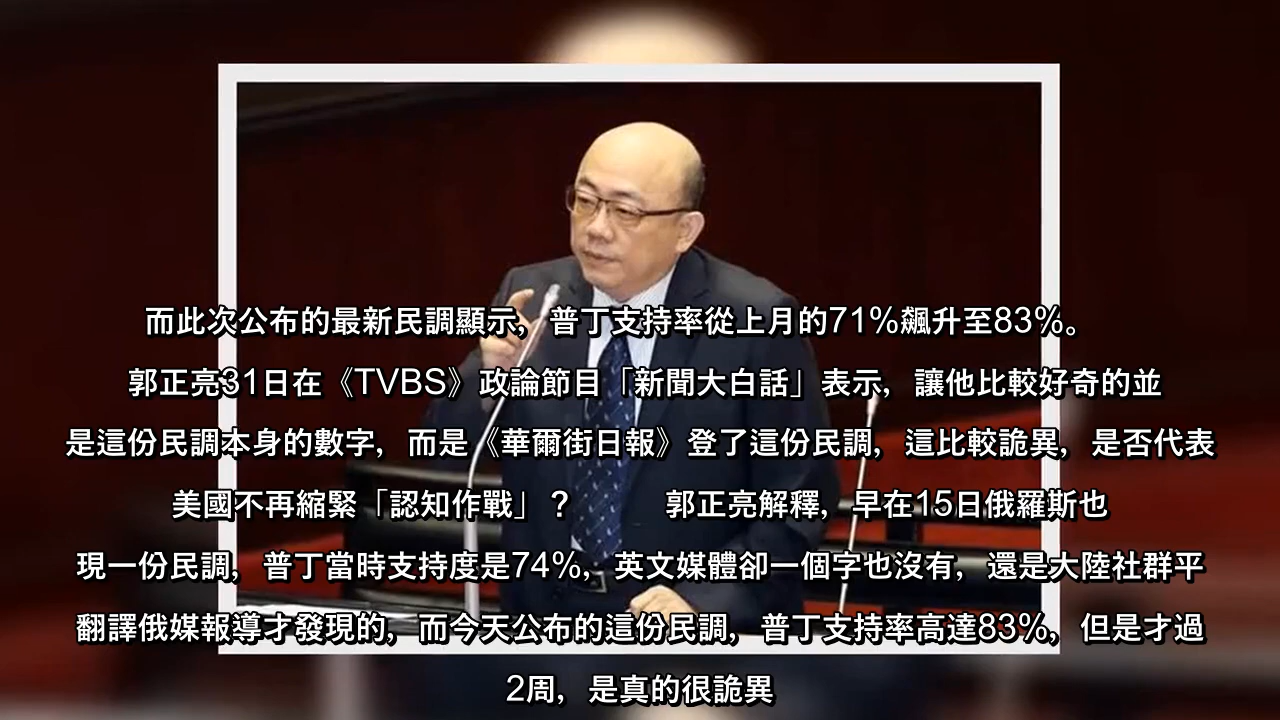 而此次公布的最新民調顯示，普丁支持率從上月的71%飆升至83%。
郭正亮31日在《TVBS》政論節目「新聞大白話」表示，讓他比較好奇的並
是這份民調本身的數字，而是《華爾街日報》登了這份民調，這比較詭異，是否代表
美國不再縮緊「認知作戰」？ 郭正亮解釋，早在15日俄羅斯也
現一份民調，普丁當時支持度是74%，英文媒體卻一個字也沒有，還是大陸社群平
翻譯俄媒報導才發現的，而今天公布的這份民調，普丁支持率高達83%，但是才過
2周，是真的很詭異